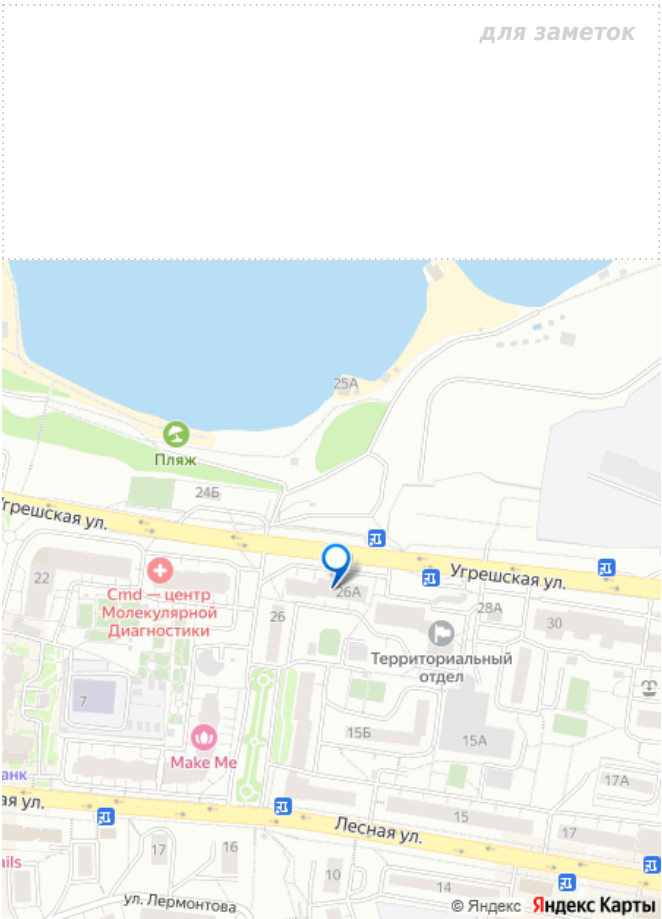 для заметок
25А
Пляж
24Б
Угрешская ул.
Угрешская ул.
22
Cmd — центр
Молекулярной
Диагностики
26А
26
28А
30
Территориальный
отдел
7
15Б
15А
Make Me
17А
анк
ая ул.
Лесная ул.
15
17
ails
17
16
10
14
ул. Лермонтова
© Яндекс Яндекс Карты